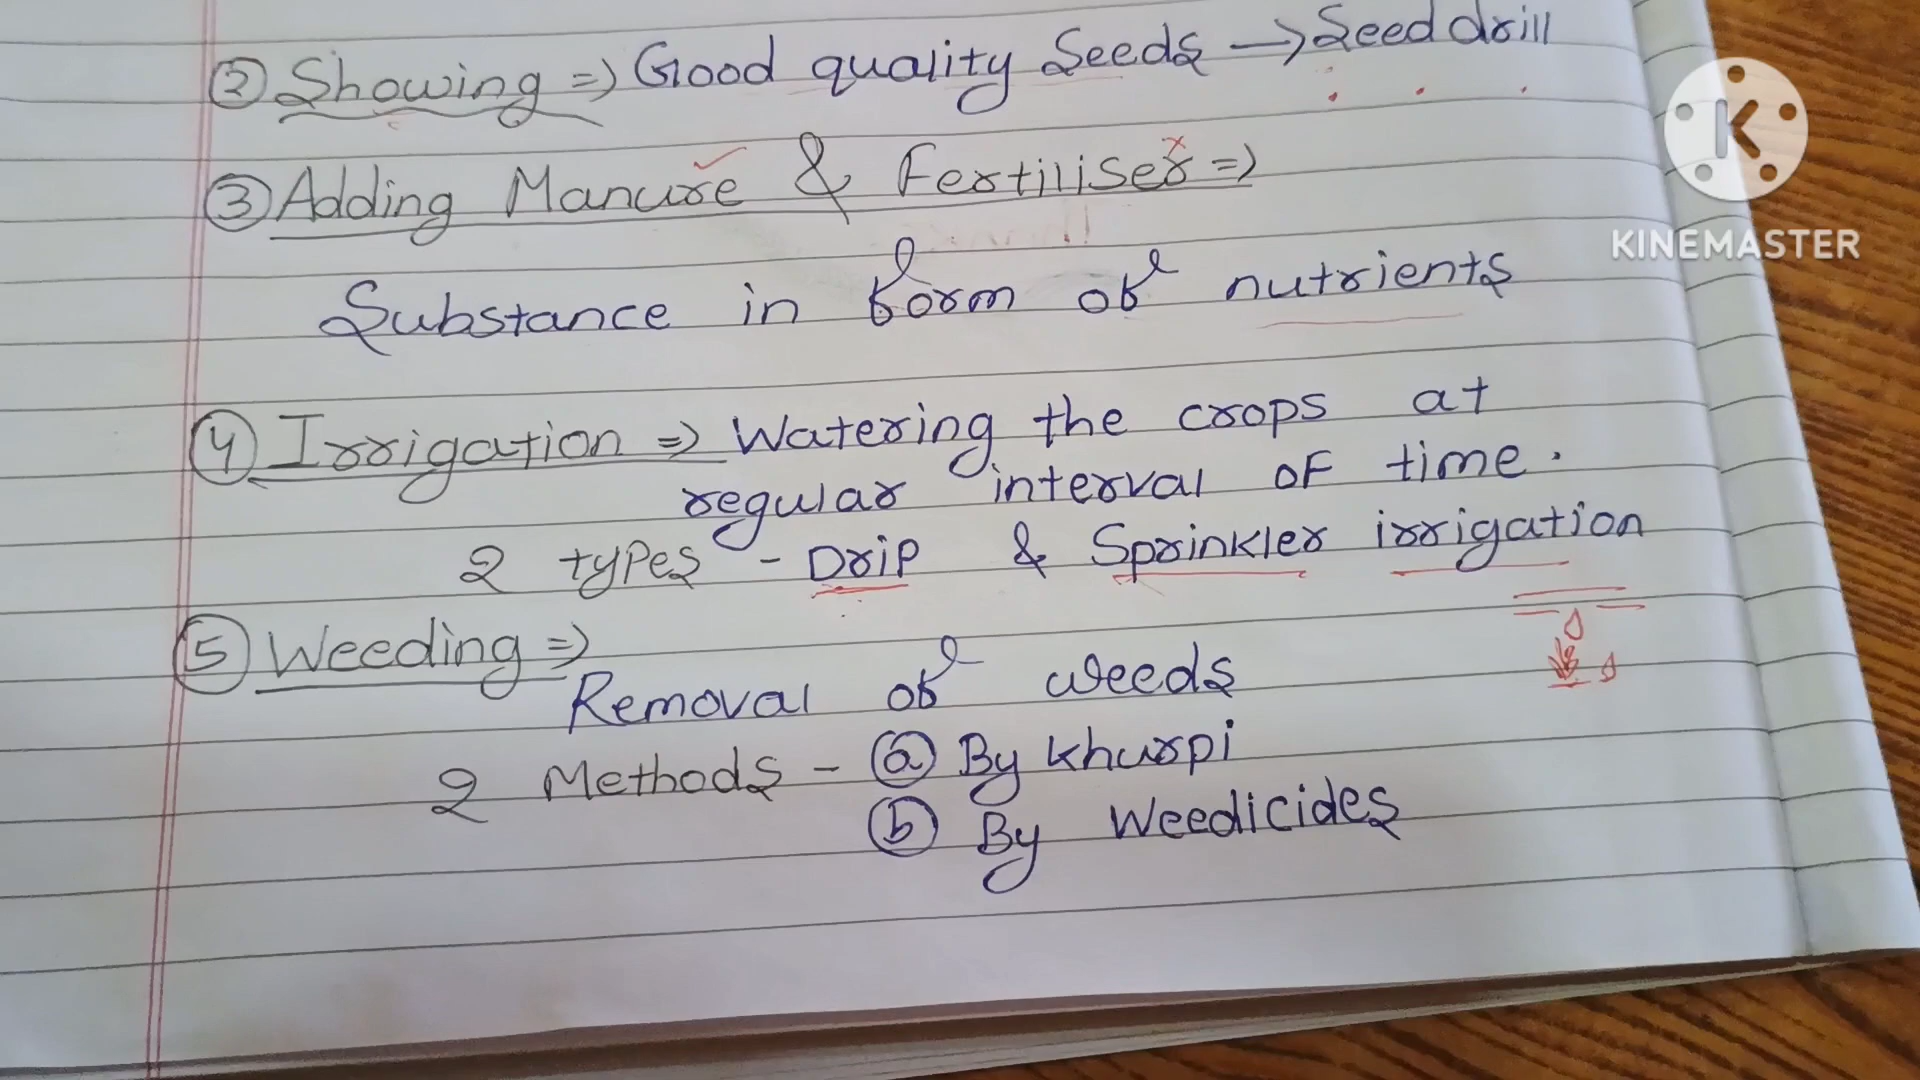 ② Showing => Good quality Seeds → Seed drill
③ Adding Manure & Fertiliser =>
Substance in form of nutrients
④ Irrigation => Watering the crops at
regular interval of time.
2 types - Drip & Sprinkler irrigation
⑤ Weeding =>
Removal of weeds
2 Methods - ⓐ By khurpi
ⓑ By Weedicides
K
KINEMASTER